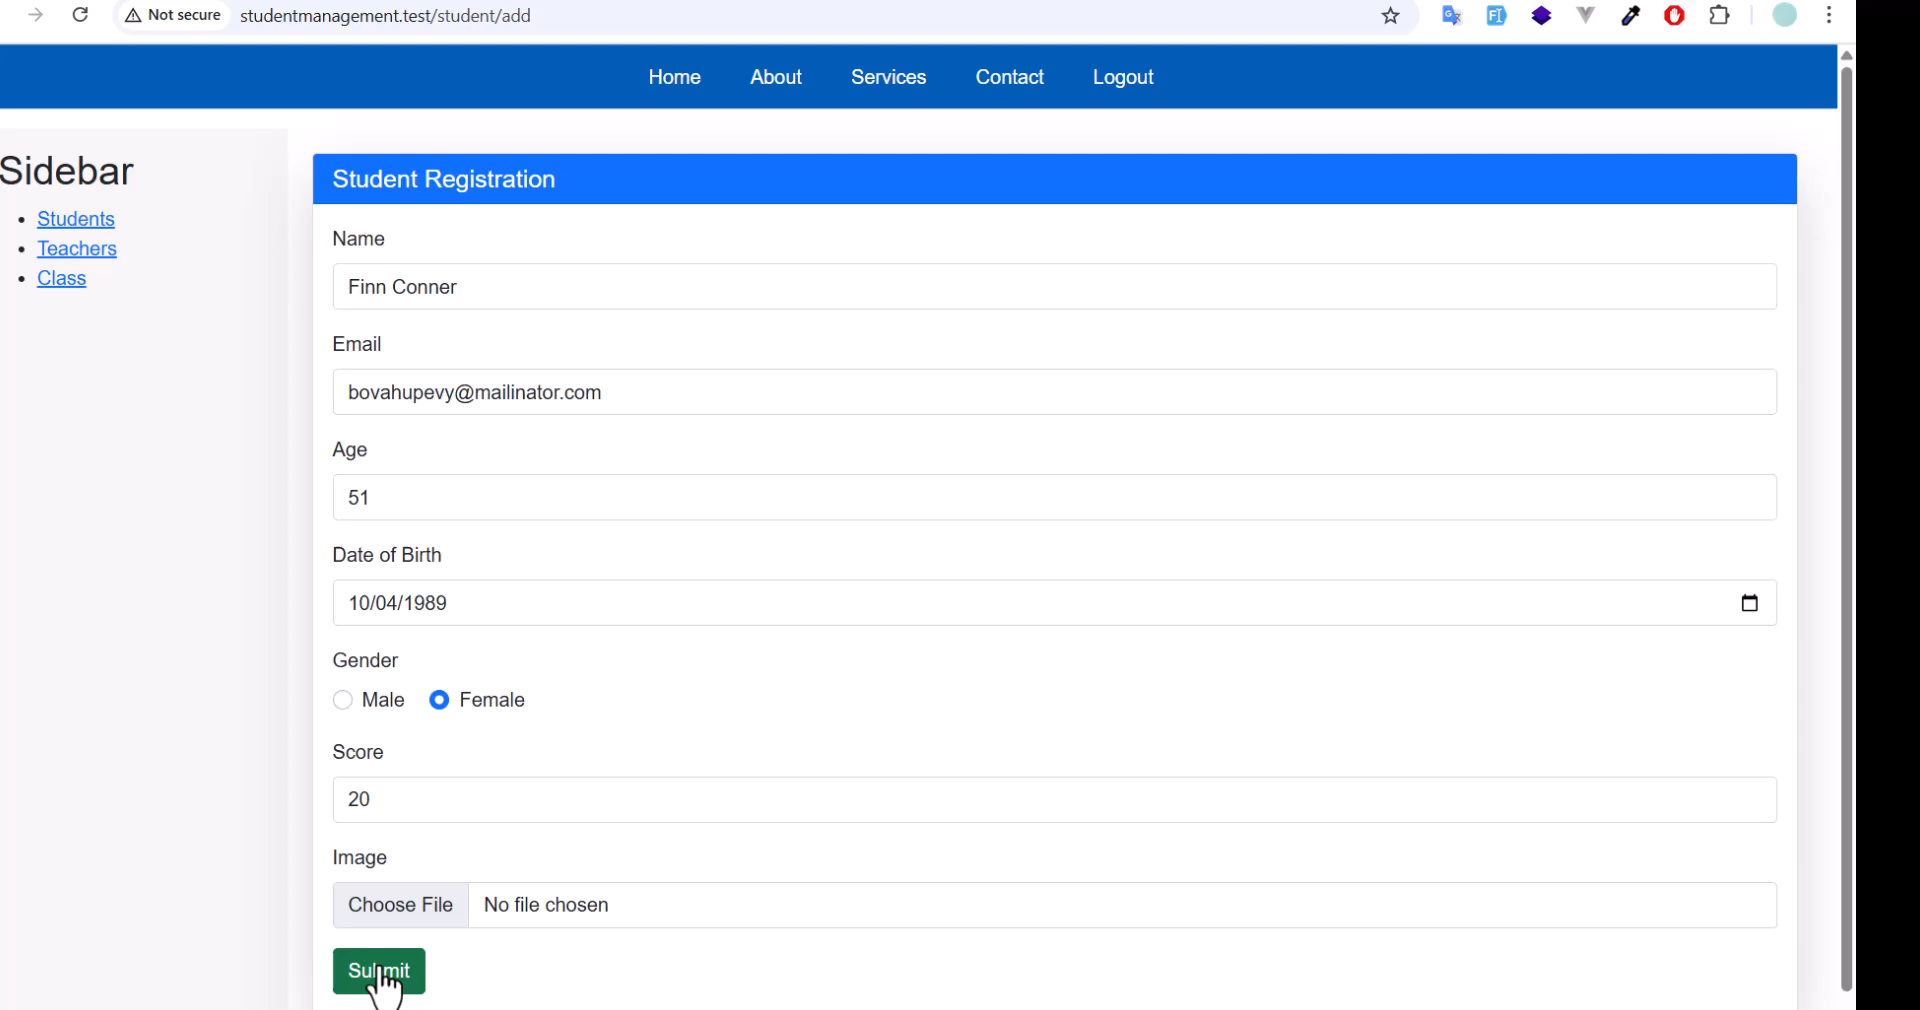 Not secure studentmanagement.test/student/add
Home About Services Contact Logout
Sidebar
Students
Teachers
Class
Student Registration
Name
Finn Conner
Email
bovahupevy@mailinator.com
Age
51
Date of Birth
10/04/1989
Gender
Male Female
Score
20
Image
Choose File No file chosen
Submit